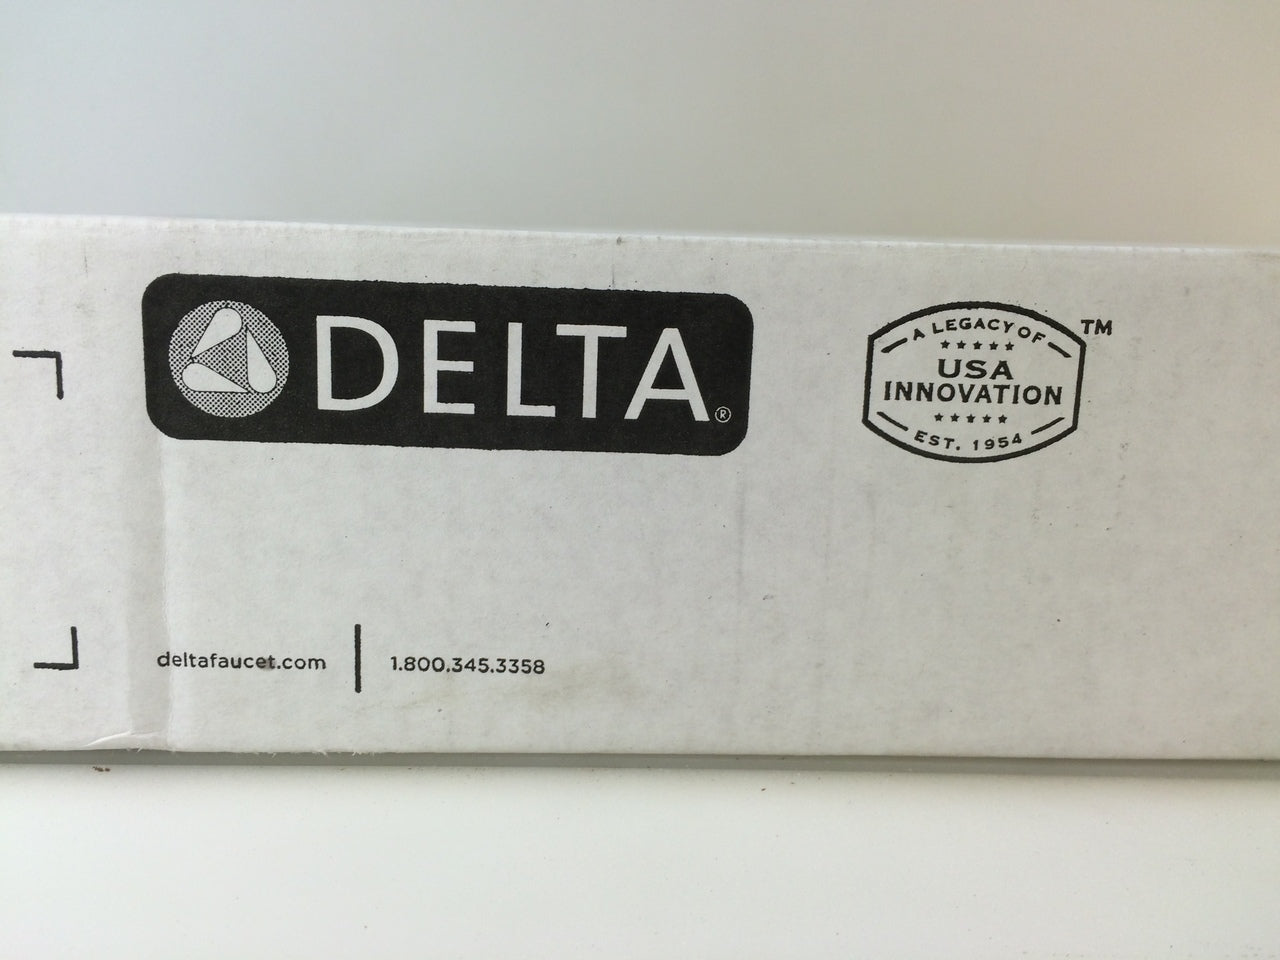 DELTA®
A LEGACY OF
USA
INNOVATION
EST. 1954
TM
deltafaucet.com | 1.800.345.3358